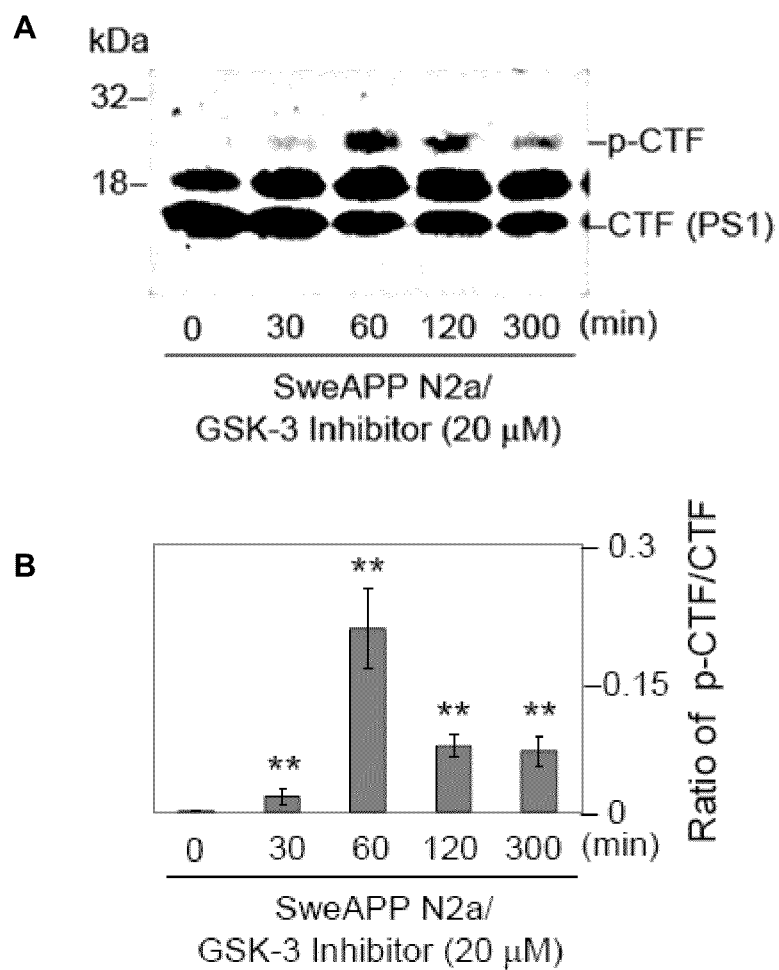 A
kDa
32–
–p-CTF
18–
–CTF (PS1)
0 30 60 120 300 (min)
SweAPP N2a/
GSK-3 Inhibitor (20 μM)
B
**
** ** **
0.3
0.15
0
Ratio of p-CTF/CTF
0 30 60 120 300 (min)
SweAPP N2a/
GSK-3 Inhibitor (20 μM)